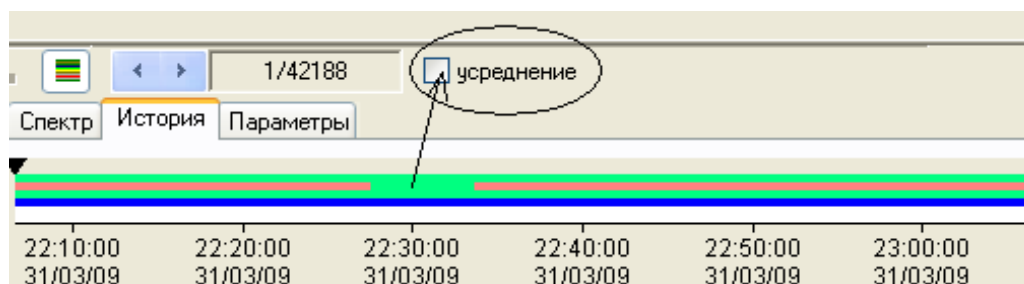 1/42188 усреднение
Спектр История Параметры
22:10:00 22:20:00 22:30:00 22:40:00 22:50:00 23:00:00
31/03/09 31/03/09 31/03/09 31/03/09 31/03/09 31/03/09